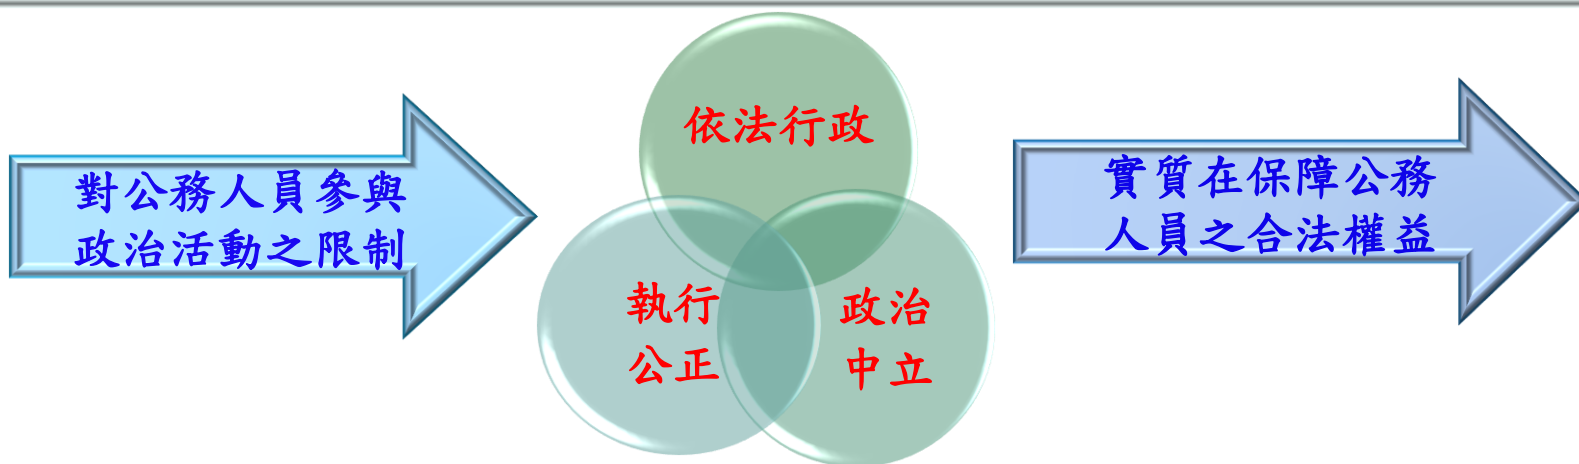 對公務人員參與
政治活動之限制
依法行政
執行
公正
政治
中立
實質在保障公務
人員之合法權益